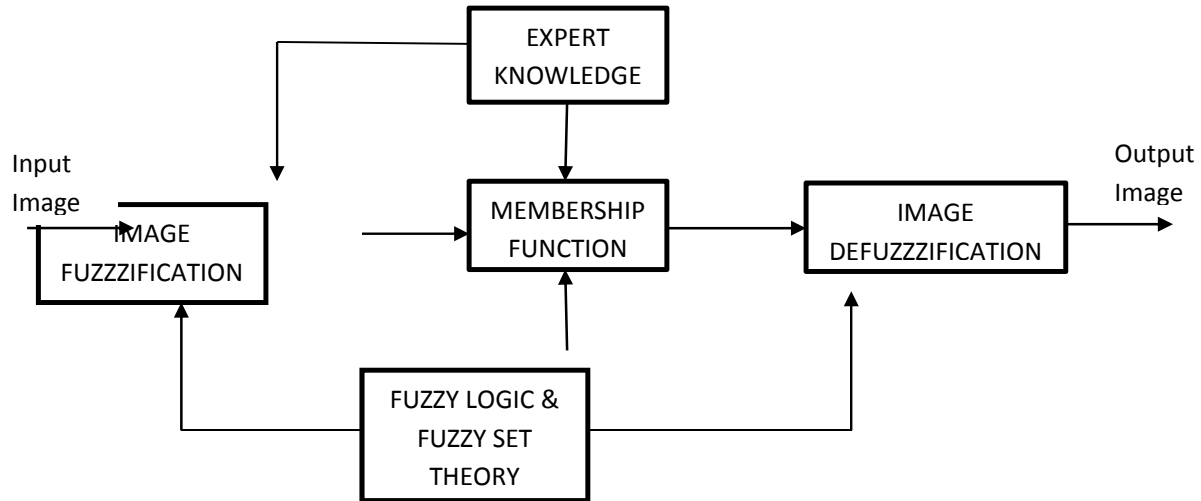 EXPERT
KNOWLEDGE
Input
Image
IMAGE
FUZZZIFICATION
MEMBERSHIP
FUNCTION
IMAGE
DEFUZZZIFICATION
Output
Image
FUZZY LOGIC &
FUZZY SET
THEORY